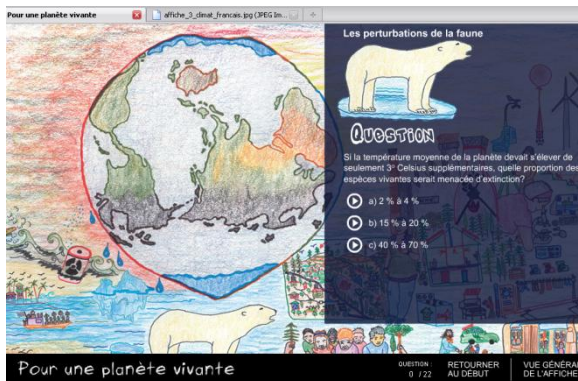 Pour une planète vivante
affiche_3_climat_francais.jpg (JPEG Im...
Les perturbations de la faune
QUESTION
Si la température moyenne de la planète devait s'élever de
seulement 3° Celsius supplémentaires, quelle proportion des
espèces vivantes serait menacée d'extinction?
a) 2 % à 4 %
b) 15 % à 20 %
c) 40 % à 70 %
Pour une planète vivante
QUESTION :
0 /22
RETOURNER
AU DÉBUT
VUE GÉNÉRA
DE L'AFFICHE